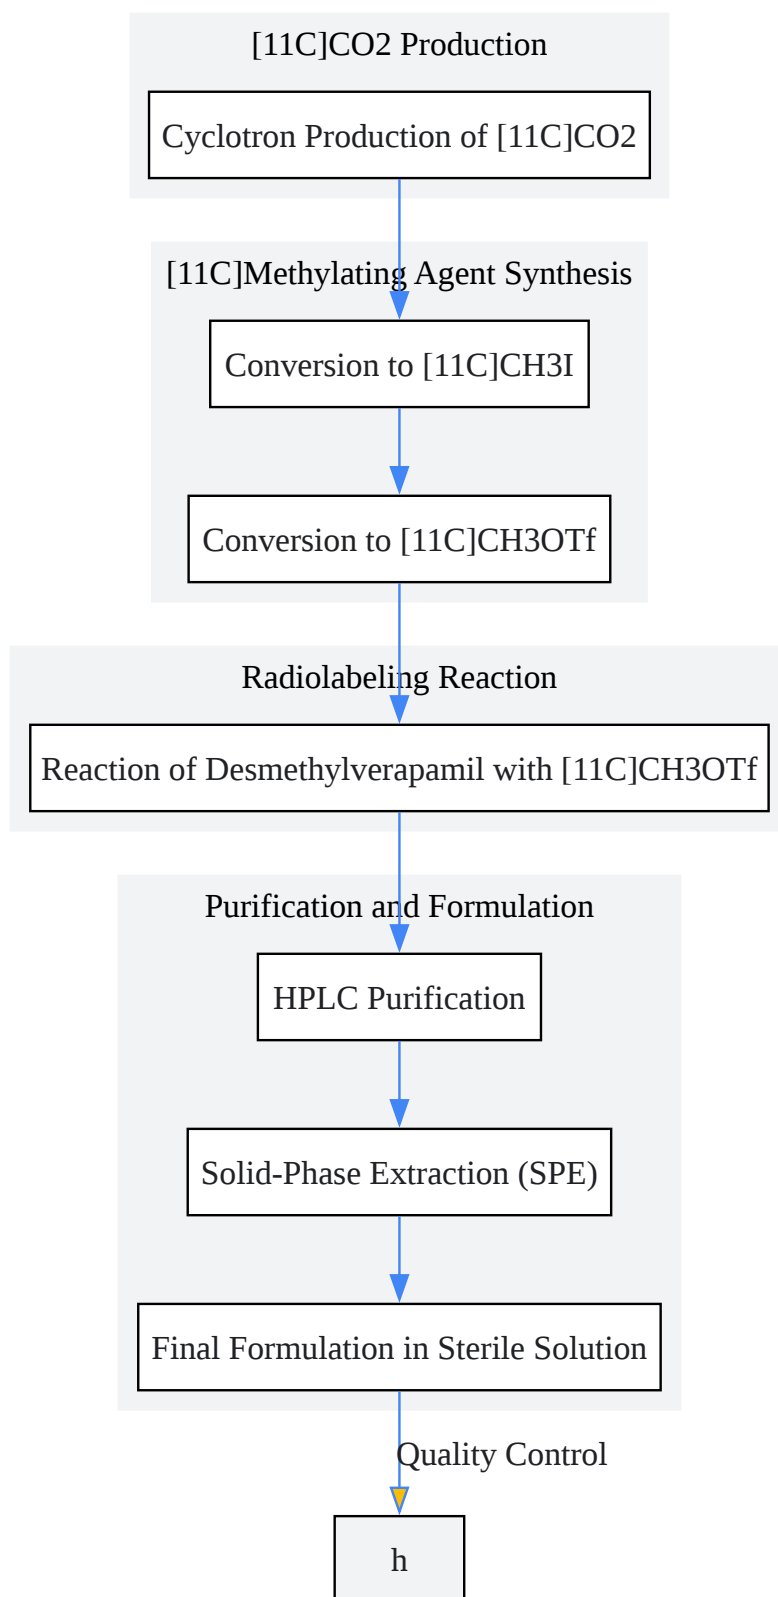 [11C]CO2 Production
Cyclotron Production of [11C]CO2
[11C]Methylating Agent Synthesis
Conversion to [11C]CH3I
Conversion to [11C]CH3OTf
Radiolabeling Reaction
Reaction of Desmethylverapamil with [11C]CH3OTf
Purification and Formulation
HPLC Purification
Solid-Phase Extraction (SPE)
Final Formulation in Sterile Solution
Quality Control
h